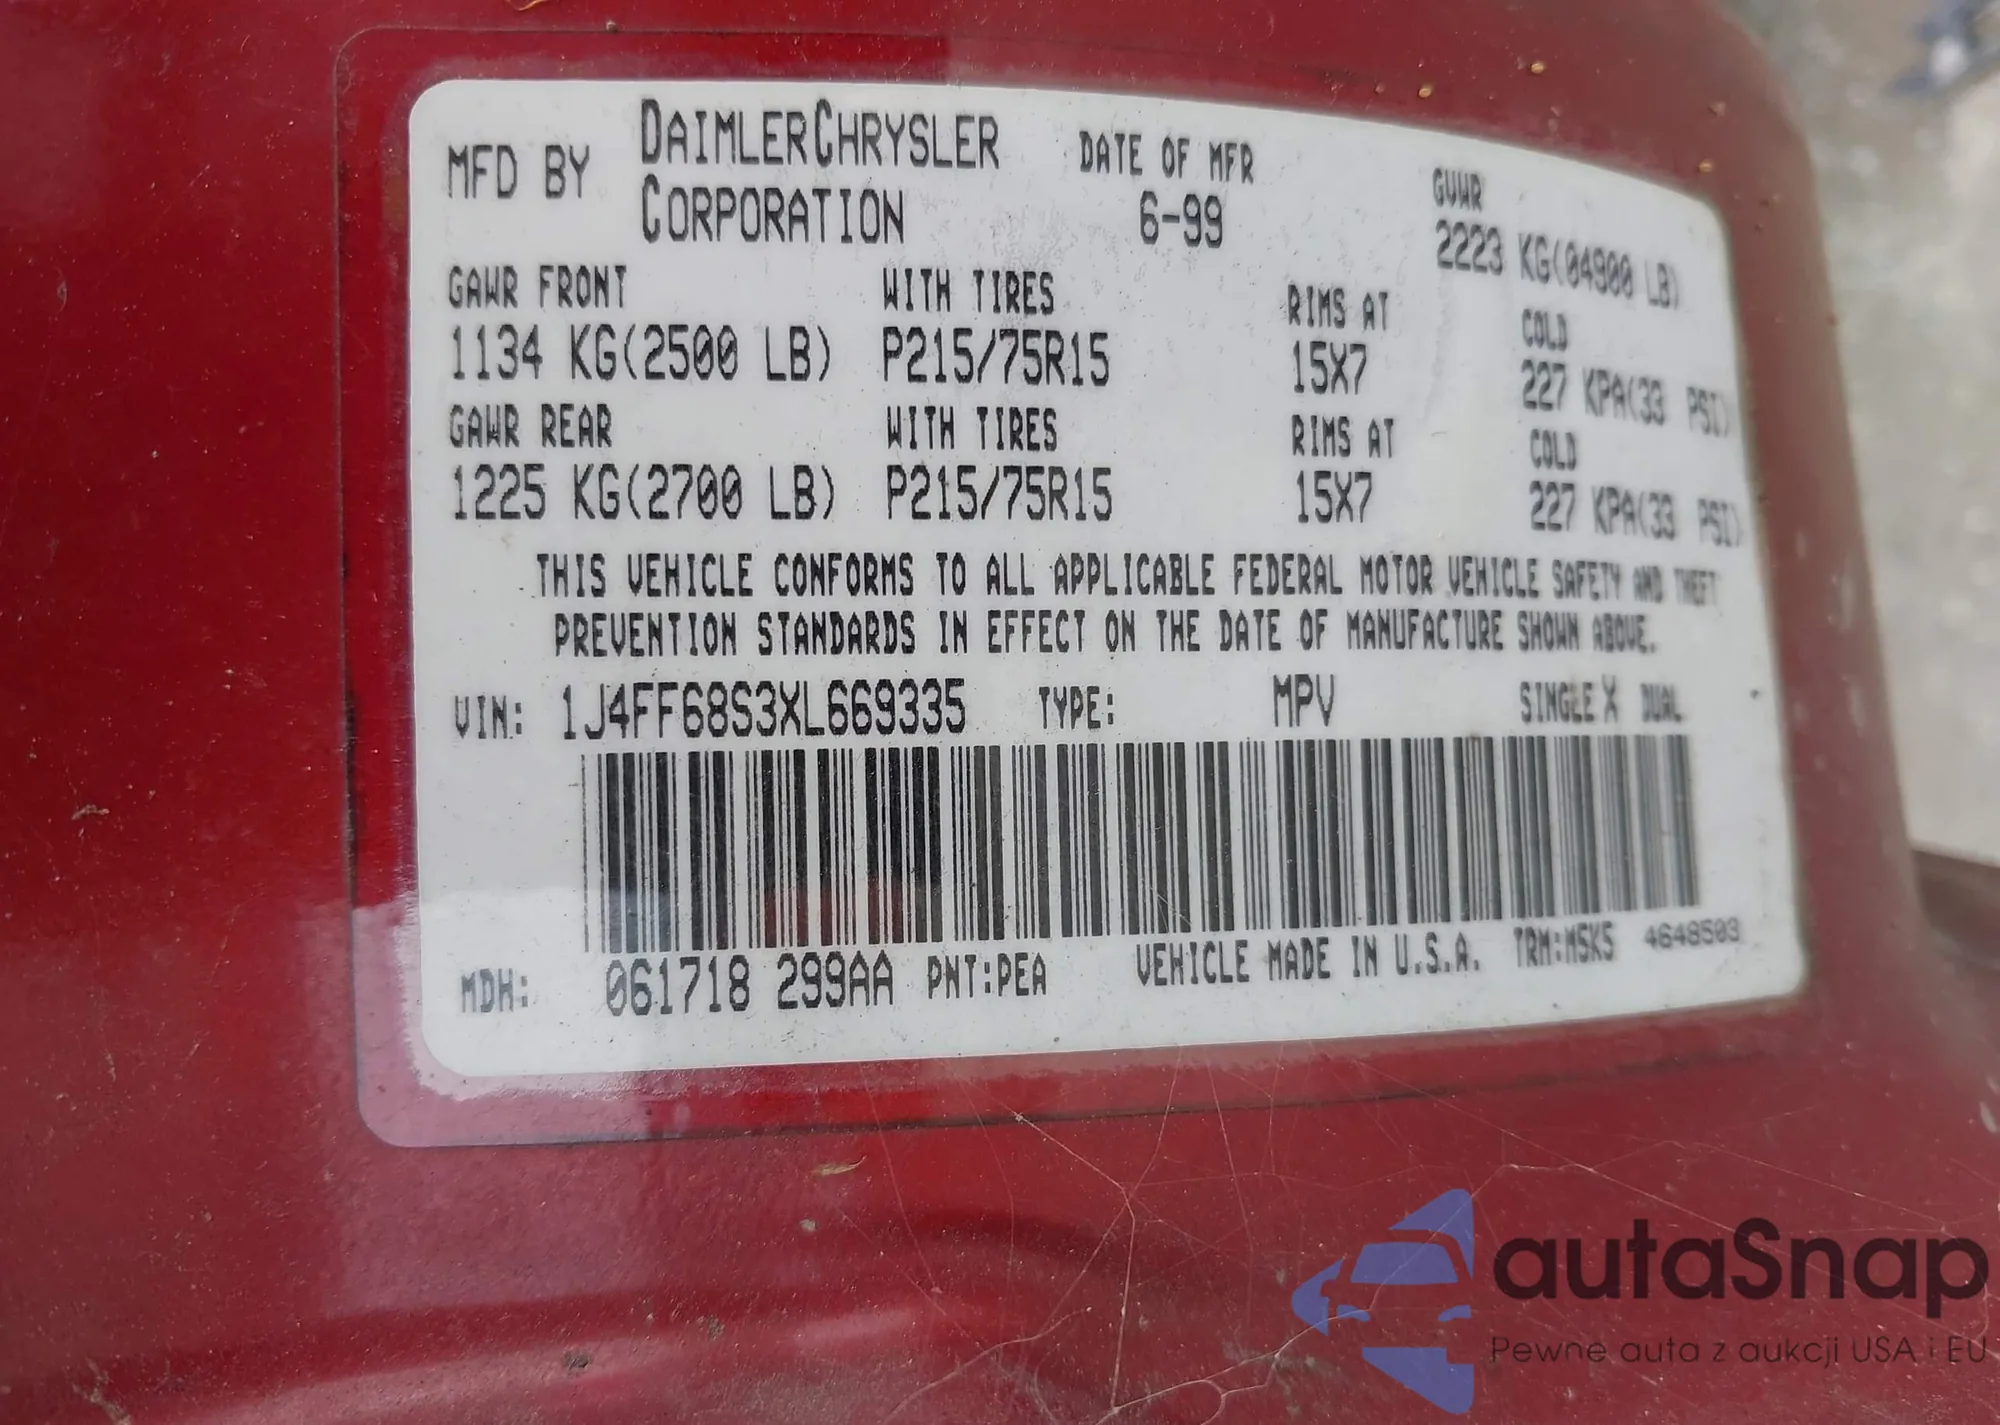 MFD BY DAIMLERCHRYSLER CORPORATION
DATE OF MFR 6-99
GVWR 2223 KG(04900 LB)
GAWR FRONT WITH TIRES RIMS AT COLD
1134 KG(2500 LB) P215/75R15 15X7 227 KPA(33 PSI)
GAWR REAR WITH TIRES RIMS AT COLD
1225 KG(2700 LB) P215/75R15 15X7 227 KPA(33 PSI)
THIS VEHICLE CONFORMS TO ALL APPLICABLE FEDERAL MOTOR VEHICLE SAFETY AND THEFT
PREVENTION STANDARDS IN EFFECT ON THE DATE OF MANUFACTURE SHOWN ABOVE.
VIN: 1J4FF68S3XL669335 TYPE: MPV SINGLE X DUAL
MDH: 061718 299AA PNT:PEA VEHICLE MADE IN U.S.A. TRM:M5K5 4648503
autaSnap
Pewne auta z aukcji USA i EU